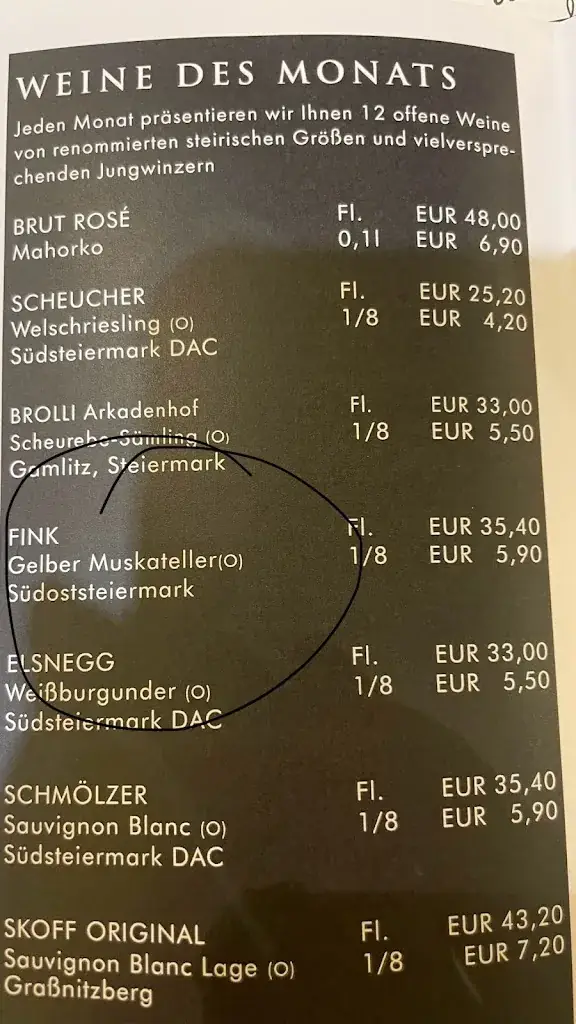 WEINE DES MONATS
Jeden Monat präsentieren wir Ihnen 12 offene Weine
von renommierten steirischen Größen und vielverspre-
chenden Jungwinzern
BRUT ROSÉ Fl. EUR 48,00
Mahorko 0,1l EUR 6,90
SCHEUCHER Fl. EUR 25,20
Welschriesling (O) 1/8 EUR 4,20
Südsteiermark DAC
BROLLI Arkadenhof Fl. EUR 33,00
Scheurebe-Sämling (O) 1/8 EUR 5,50
Gamlitz, Steiermark
FINK Fl. EUR 35,40
Gelber Muskateller(O) 1/8 EUR 5,90
Südoststeiermark
ELSNEGG Fl. EUR 33,00
Weißburgunder (O) 1/8 EUR 5,50
Südsteiermark DAC
SCHMÖLZER Fl. EUR 35,40
Sauvignon Blanc (O) 1/8 EUR 5,90
Südsteiermark DAC
SKOFF ORIGINAL Fl. EUR 43,20
Sauvignon Blanc Lage (O) 1/8 EUR 7,20
Graßnitzberg